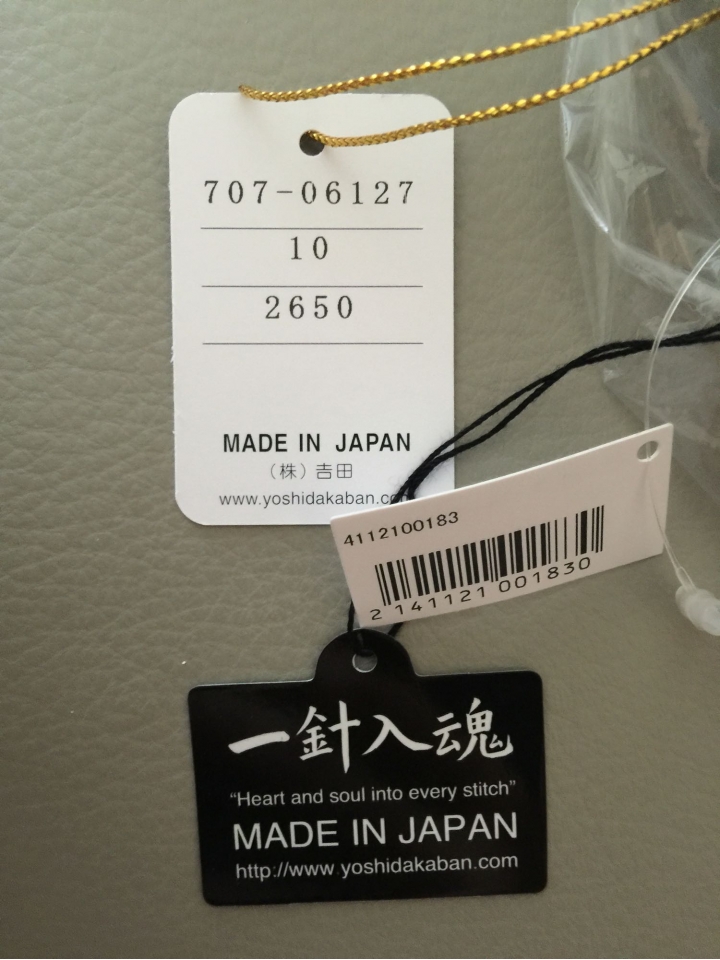 707-06127
10
2650
MADE IN JAPAN
(株)吉田
www.yoshidakaban.co
4112100183
2 141121 001830
一針入魂
“Heart and soul into every stitch”
MADE IN JAPAN
http://www.yoshidakaban.com